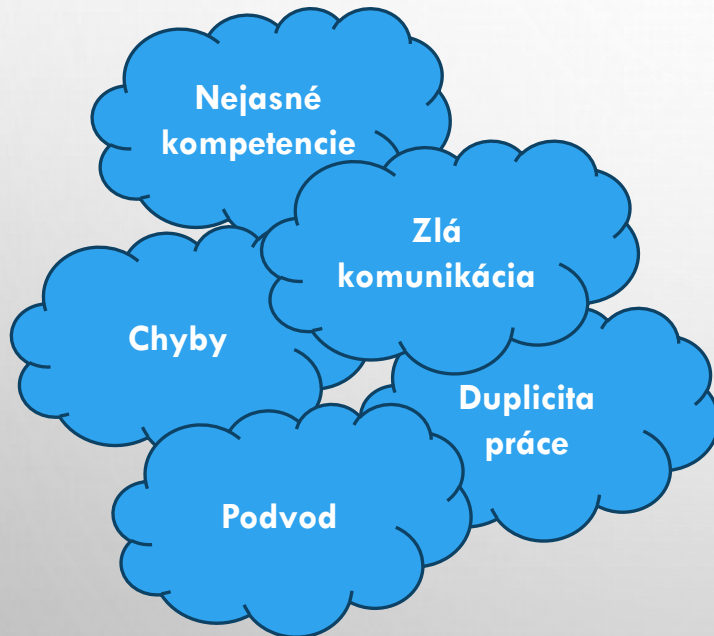 Nejasné
kompetencie
Zlá
komunikácia
Chyby
Duplicita
práce
Podvod